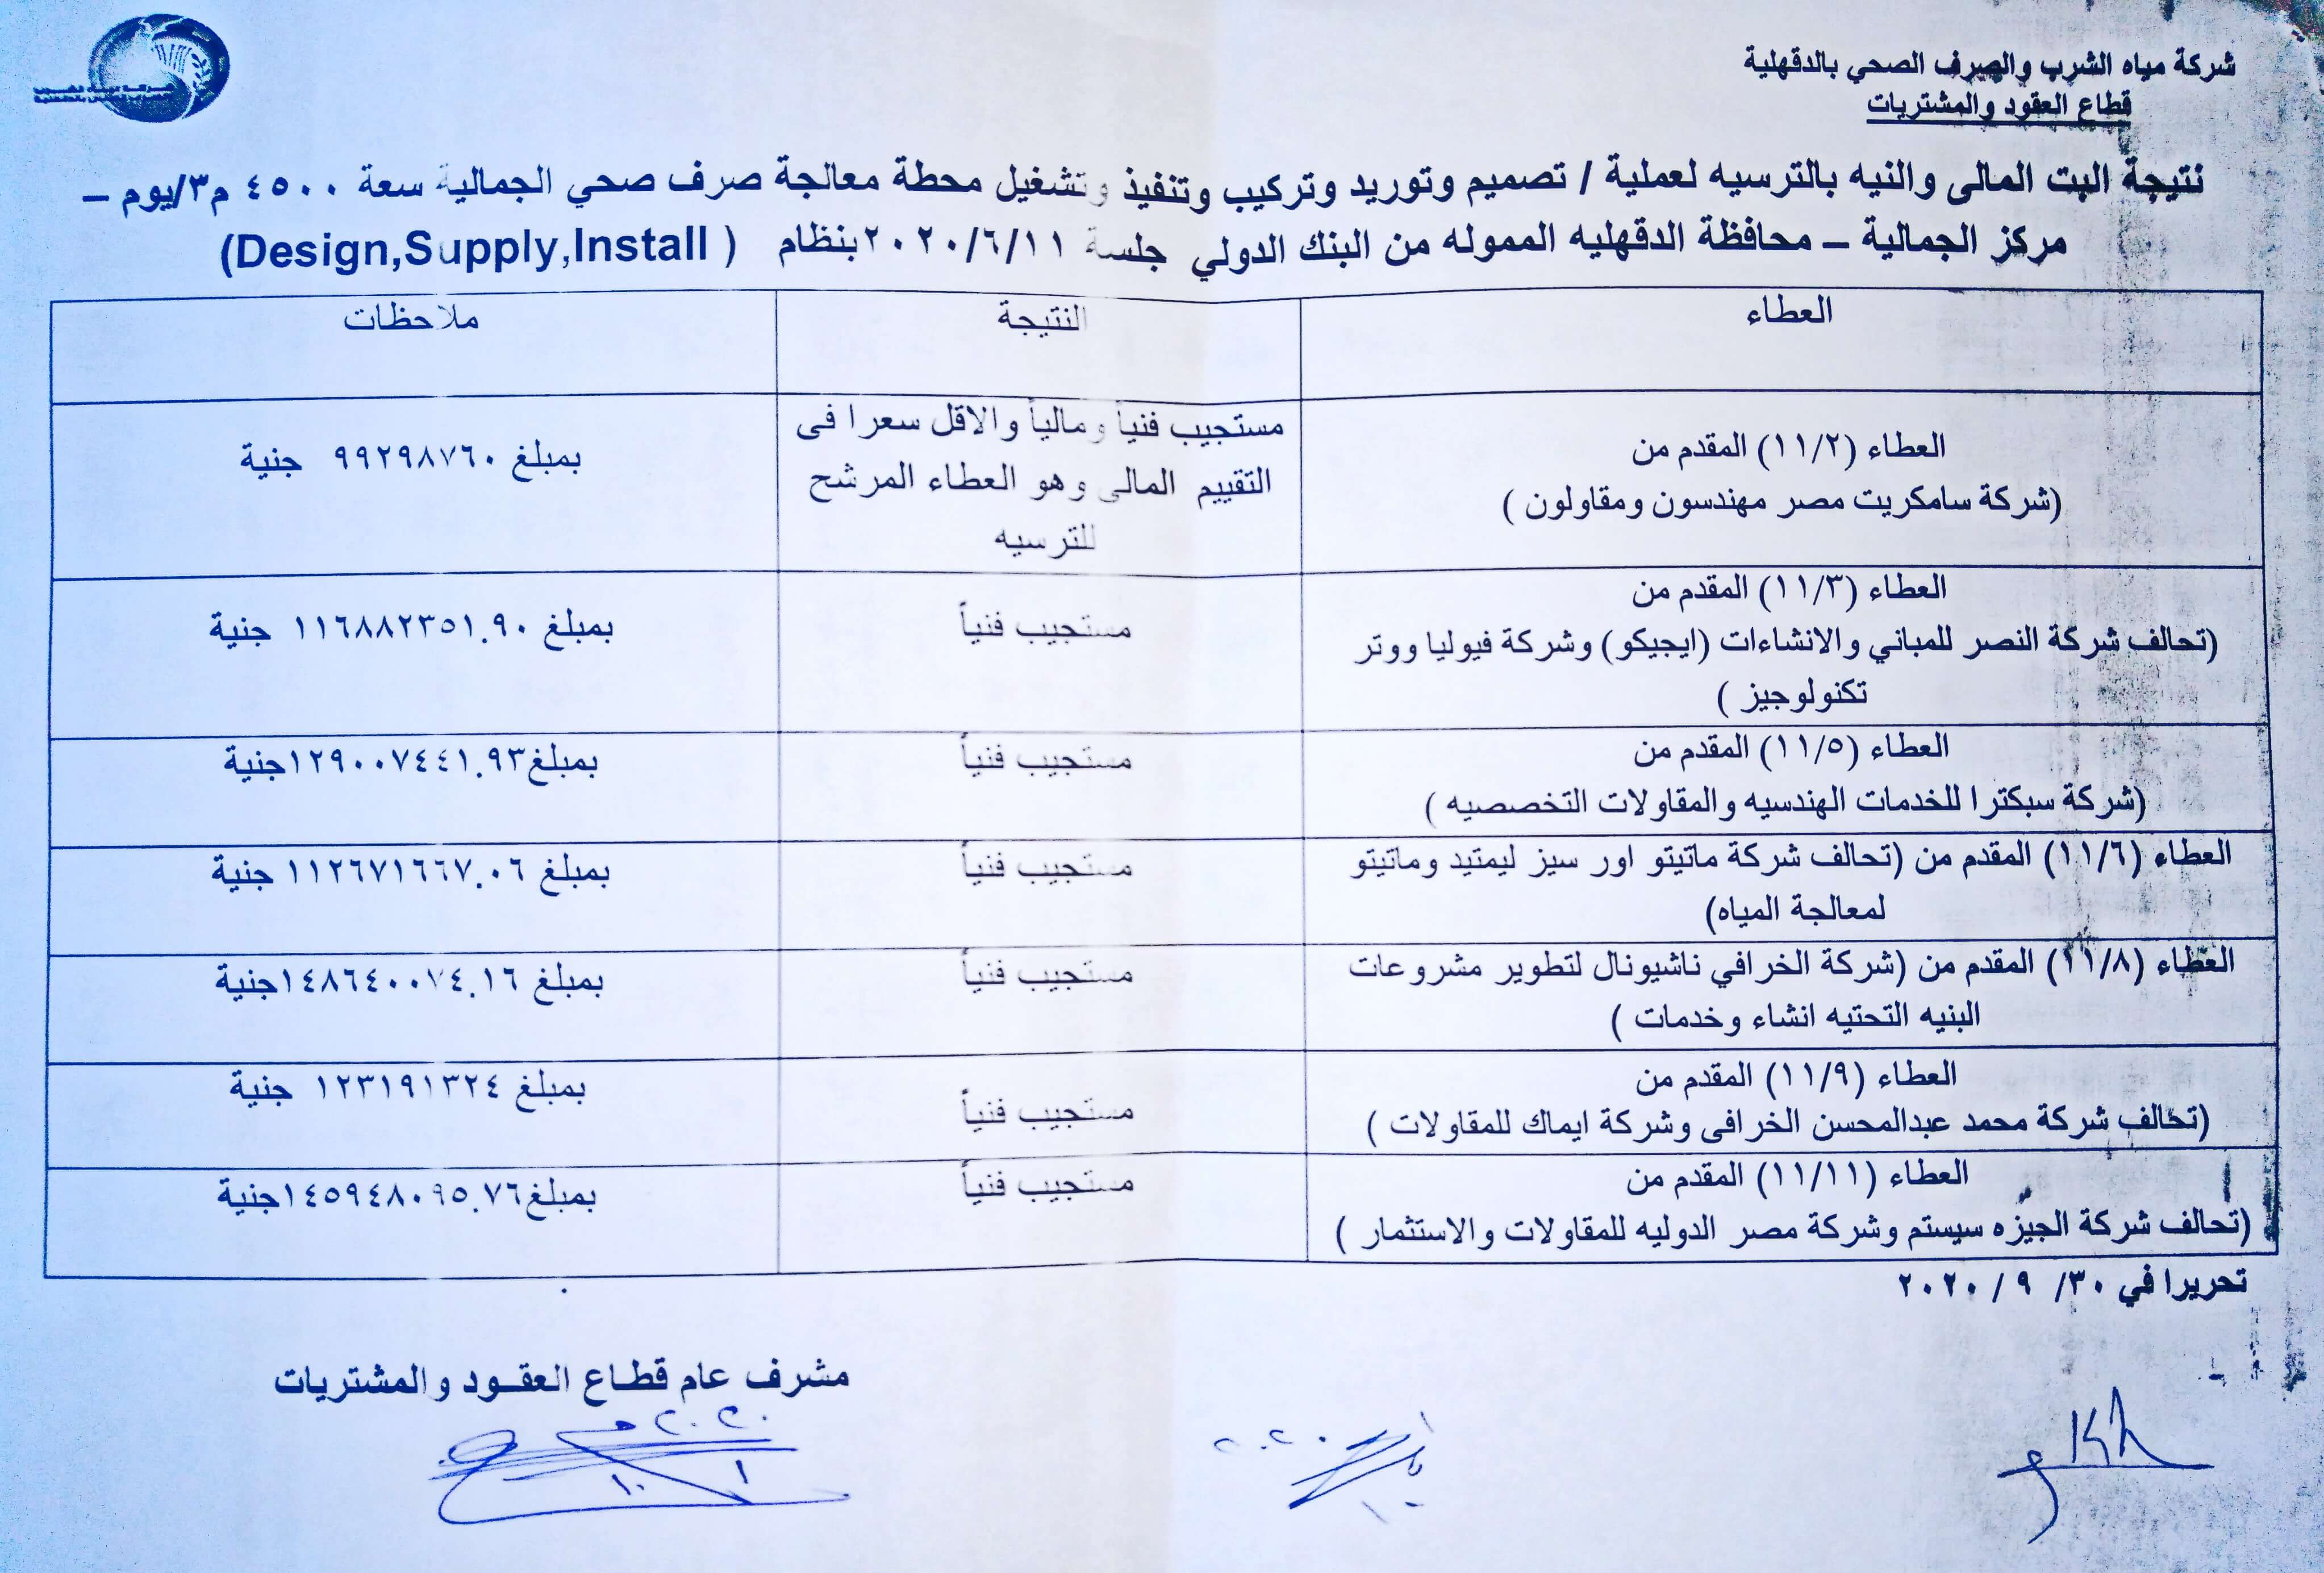 شركة مياه الشرب والصرف الصحي بالدقهلية
قطاع العقود والمشتريات
نتيجة البت المالى والنيه بالترسيه لعملية / تصميم وتوريد وتركيب وتنفيذ وتشغيل محطة معالجة صرف صحي الجمالية سعة ٤٥٠٠ م٣/يوم –
مركز الجمالية – محافظة الدقهليه الممولة من البنك الدولي جلسة ٢٠٢٠/٦/١١ بنظام (Design,Supply,Install )
العطاء
النتيجة
ملاحظات
العطاء (١١/٢) المقدم من
(شركة سامكريت مصر مهندسون ومقاولون )
مستجيب فنياً ومالياً والاقل سعرا فى
التقييم المالى وهو العطاء المرشح
للترسيه
بمبلغ ٩٩٢٩٨٧٦٠ جنية
العطاء (١١/٣) المقدم من
(تحالف شركة النصر للمباني والانشاءات (ايجيكو) وشركة فيوليا ووتر
تكنولوجيز )
مستجيب فنياً
بمبلغ ١١٦٨٨٢٣٥١.٩٠ جنية
العطاء (١١/٥) المقدم من
(شركة سبكترا للخدمات الهندسيه والمقاولات التخصصيه )
مستجيب فنياً
بمبلغ١٢٩٠٠٧٤٤١.٩٣جنية
العطاء (١١/٦) المقدم من (تحالف شركة ماتيتو اور سيز ليمتيد وماتيتو
لمعالجة المياه)
مستجيب فنياً
بمبلغ ١١٢٦٧١٦٦٧.٠٦ جنية
العطاء (١١/٨) المقدم من (شركة الخرافي ناشيونال لتطوير مشروعات
البنيه التحتيه انشاء وخدمات )
مستجيب فنياً
بمبلغ ١٤٨٦٤٠٠٧٤.١٦جنية
العطاء (١١/٩) المقدم من
(تحالف شركة محمد عبدالمحسن الخرافى وشركة ايماك للمقاولات )
مستجيب فنياً
بمبلغ ١٢٣١٩١٣٢٤ جنية
العطاء (١١/١١) المقدم من
(تحالف شركة الجيزه سيستم وشركة مصر الدوليه للمقاولات والاستثمار )
مستجيب فنياً
بمبلغ١٤٥٩٤٨٠٩٥.٧٦جنية
تحريرا في ٣٠/ ٩ / ٢٠٢٠
مشرف عام قطاع العقود والمشتريات